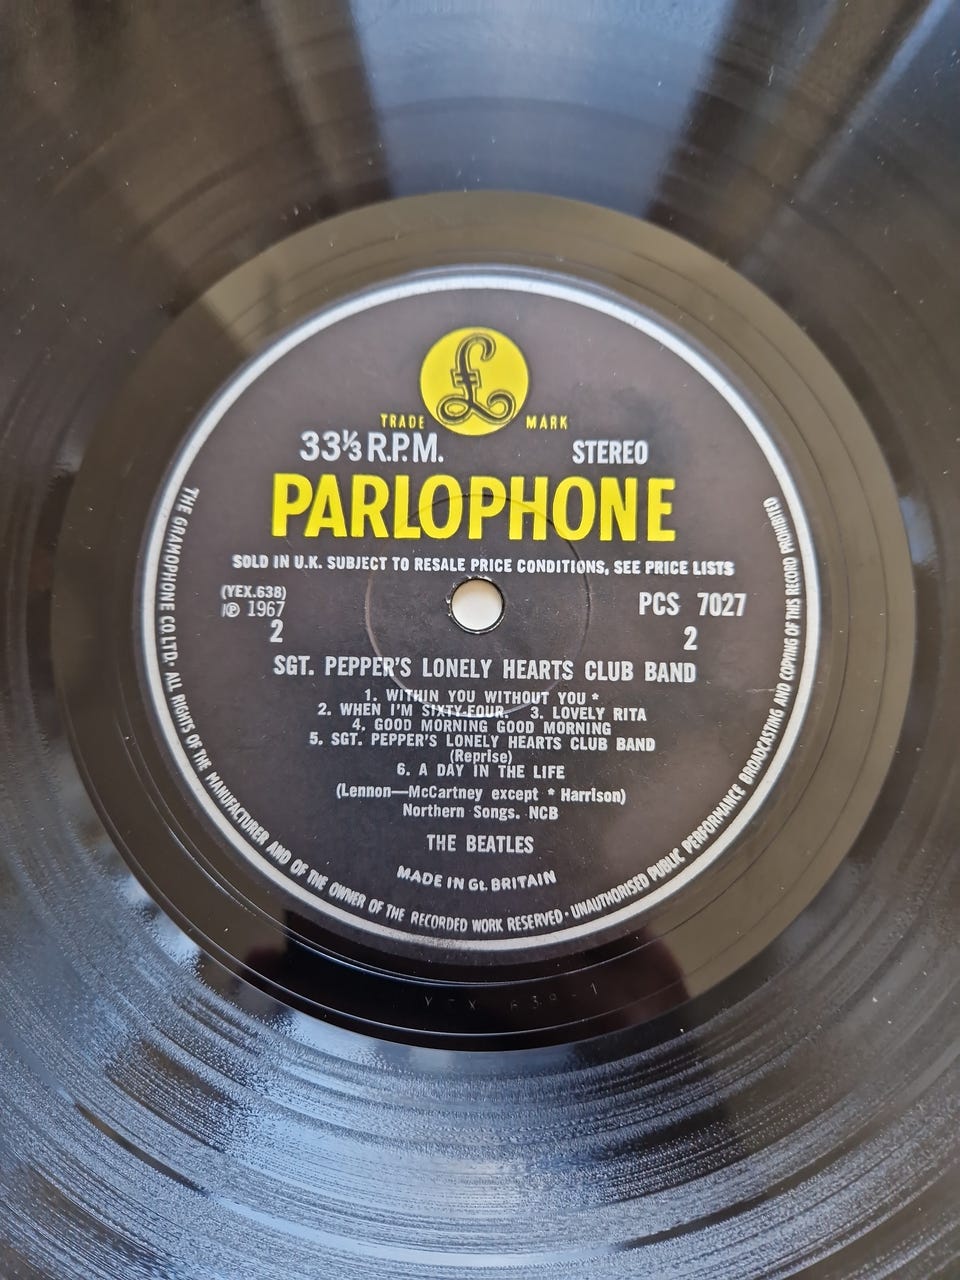 £
TRADE MARK
33⅓ R.P.M. STEREO
PARLOPHONE
SOLD IN U.K. SUBJECT TO RESALE PRICE CONDITIONS, SEE PRICE LISTS
(YEX.638)
℗ 1967 PCS 7027
2 2
SGT. PEPPER'S LONELY HEARTS CLUB BAND
1. WITHIN YOU WITHOUT YOU *
2. WHEN I'M SIXTY-FOUR. 3. LOVELY RITA
4. GOOD MORNING GOOD MORNING
5. SGT. PEPPER'S LONELY HEARTS CLUB BAND
(Reprise)
6. A DAY IN THE LIFE
(Lennon—McCartney except * Harrison)
Northern Songs. NCB
THE BEATLES
MADE IN Gt. BRITAIN
THE GRAMOPHONE CO. LTD. · ALL RIGHTS OF THE MANUFACTURER AND OF THE OWNER OF THE RECORDED WORK RESERVED · UNAUTHORISED PUBLIC PERFORMANCE BROADCASTING AND COPYING OF THIS RECORD PROHIBITED